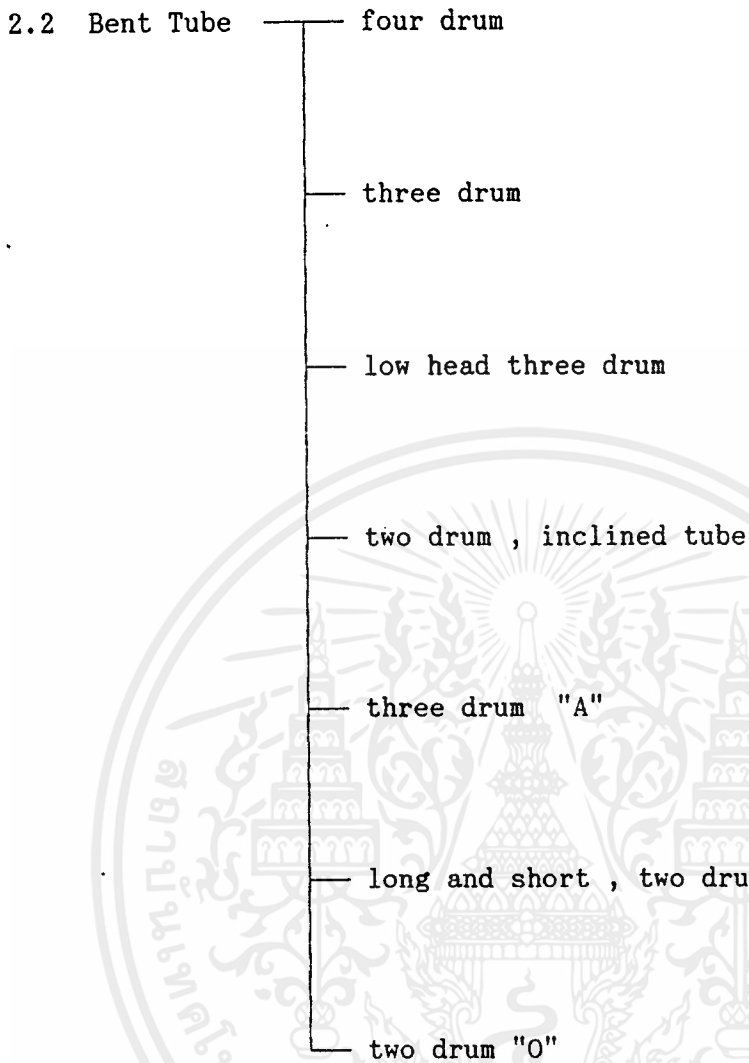 2.2 Bent Tube four drum
three drum
low head three drum
two drum , inclined tube
three drum "A"
long and short , two dru
two drum "O"